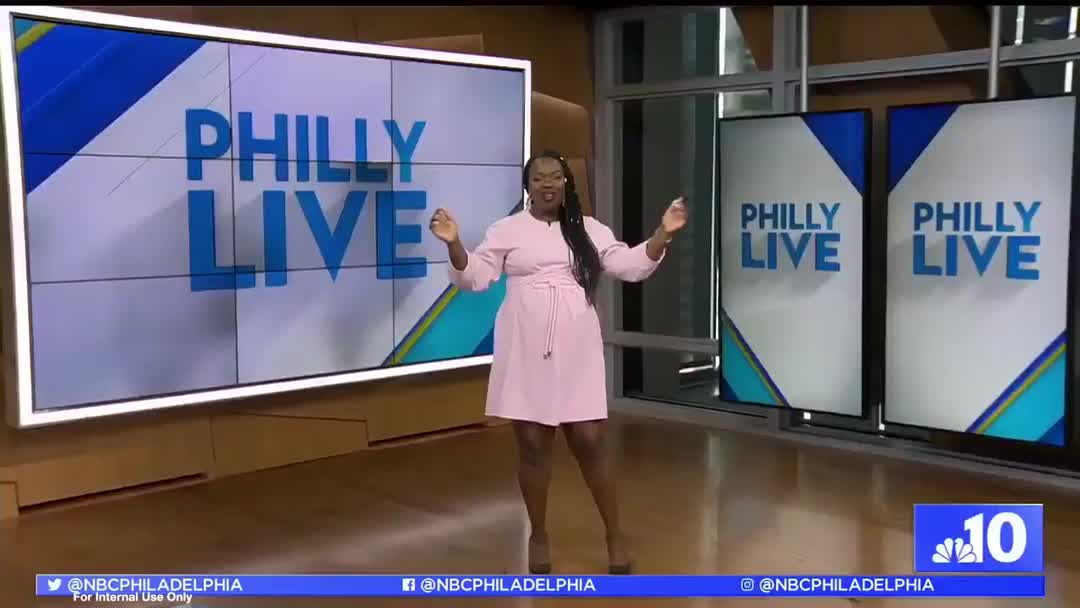 PHILLY
LIVE
PHILLY
LIVE
PHILLY
LIVE
10
@NBCPHILADELPHIA
@NBCPHILADELPHIA
@NBCPHILADELPHIA
For Internal Use Only